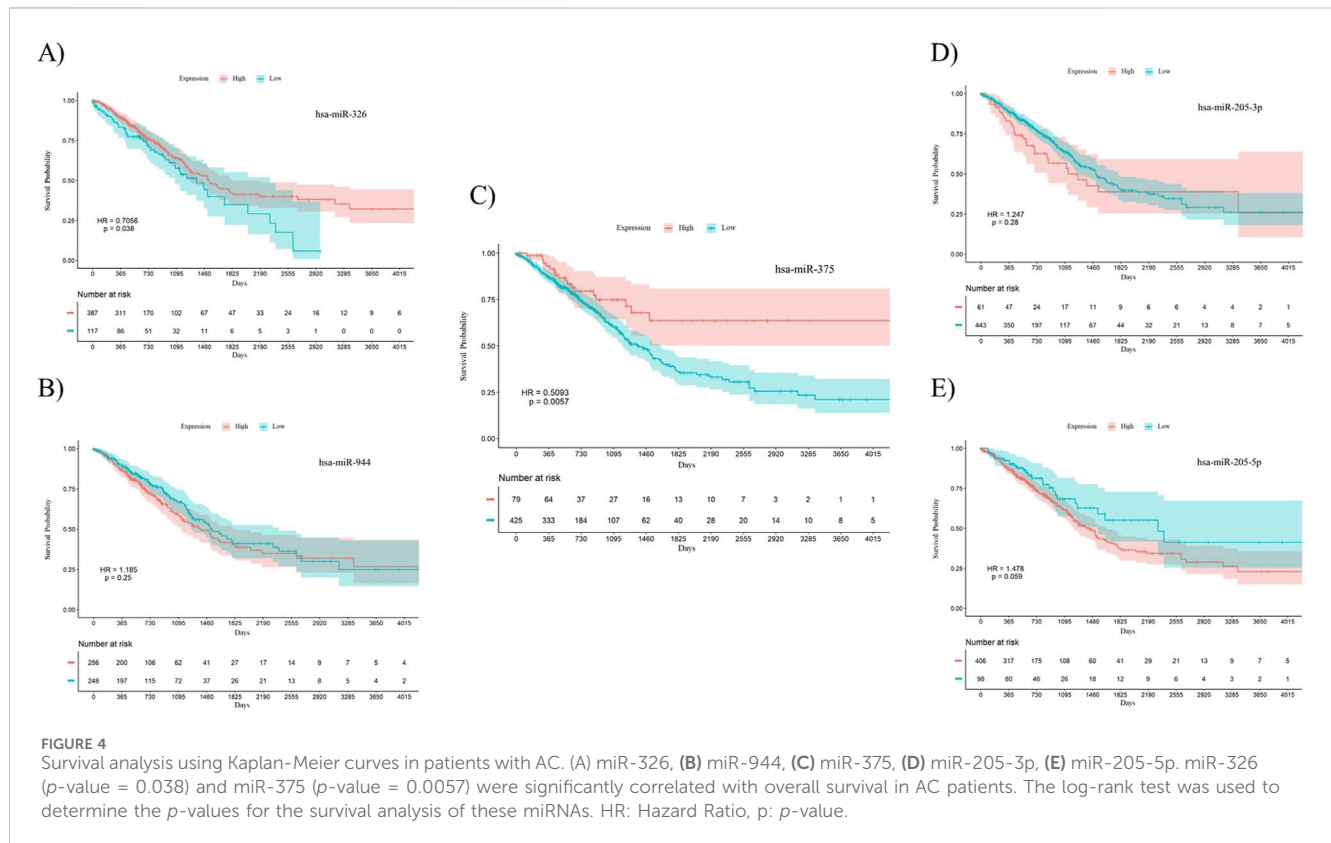 A)
Expression High Low
hsa-miR-326
1.00
0.75
0.50
0.25
0.00
Survival Probability
HR = 0.7056
p = 0.038
0 365 730 1095 1460 1825 2190 2555 2920 3285 3650 4015
Days
Number at risk
387 311 170 102 67 47 33 24 16 12 9 6
117 86 51 32 11 6 5 3 1 0 0 0
0 365 730 1095 1460 1825 2190 2555 2920 3285 3650 4015
Days
B)
Expression High Low
hsa-miR-944
1.00
0.75
0.50
0.25
0.00
Survival Probability
HR = 1.185
p = 0.25
0 365 730 1095 1460 1825 2190 2555 2920 3285 3650 4015
Days
Number at risk
256 200 106 62 41 27 17 14 9 7 5 4
248 197 115 72 37 26 21 13 8 5 4 2
0 365 730 1095 1460 1825 2190 2555 2920 3285 3650 4015
Days
C)
Expression High Low
hsa-miR-375
1.00
0.75
0.50
0.25
0.00
Survival Probability
HR = 0.5093
p = 0.0057
0 365 730 1095 1460 1825 2190 2555 2920 3285 3650 4015
Days
Number at risk
79 64 37 27 16 13 10 7 3 2 1 1
425 333 184 107 62 40 28 20 14 10 8 5
0 365 730 1095 1460 1825 2190 2555 2920 3285 3650 4015
Days
D)
Expression High Low
hsa-miR-205-3p
1.00
0.75
0.50
0.25
0.00
Survival Probability
HR = 1.247
p = 0.28
0 365 730 1095 1460 1825 2190 2555 2920 3285 3650 4015
Days
Number at risk
61 47 24 17 11 9 6 6 4 4 2 1
443 350 197 117 67 44 32 21 13 8 7 5
0 365 730 1095 1460 1825 2190 2555 2920 3285 3650 4015
Days
E)
Expression High Low
hsa-miR-205-5p
1.00
0.75
0.50
0.25
0.00
Survival Probability
HR = 1.478
p = 0.059
0 365 730 1095 1460 1825 2190 2555 2920 3285 3650 4015
Days
Number at risk
406 317 175 108 60 41 29 21 13 9 7 5
98 80 46 26 18 12 9 6 4 3 2 1
0 365 730 1095 1460 1825 2190 2555 2920 3285 3650 4015
Days
FIGURE 4
Survival analysis using Kaplan-Meier curves in patients with AC. (A) miR-326, (B) miR-944, (C) miR-375, (D) miR-205-3p, (E) miR-205-5p. miR-326
(p-value = 0.038) and miR-375 (p-value = 0.0057) were significantly correlated with overall survival in AC patients. The log-rank test was used to
determine the p-values for the survival analysis of these miRNAs. HR: Hazard Ratio, p: p-value.